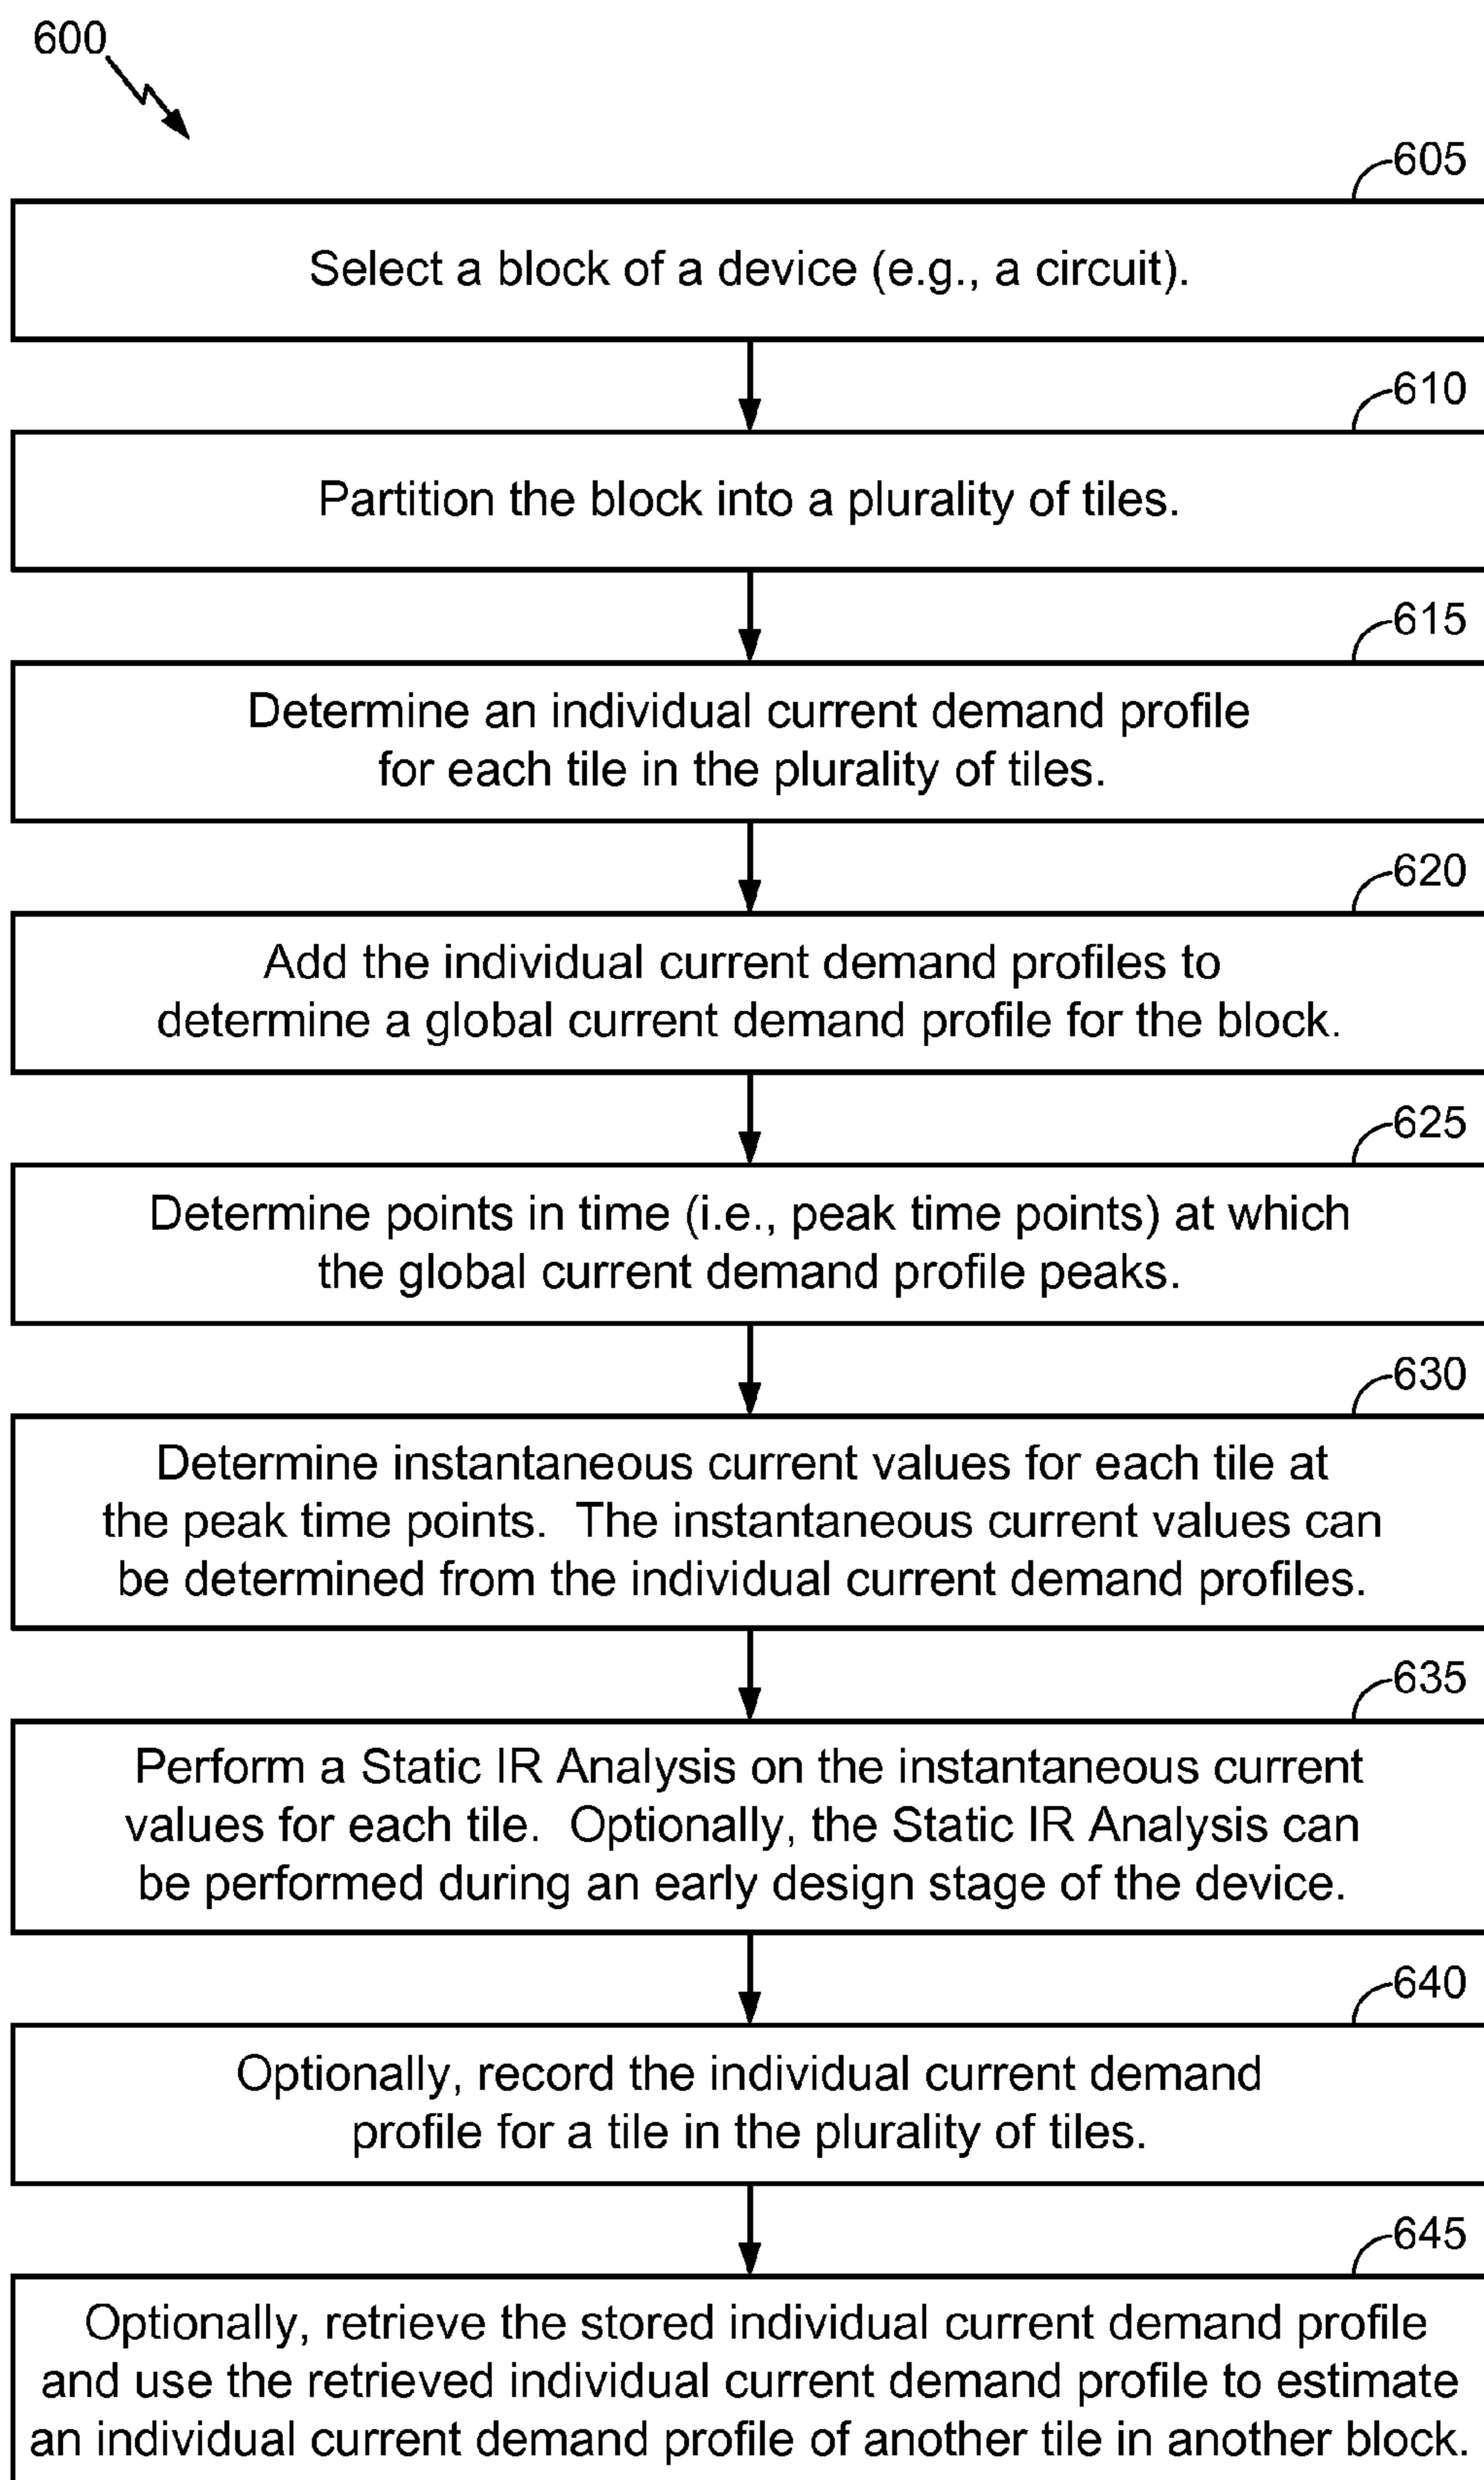 600
605
Select a block of a device (e.g., a circuit).
610
Partition the block into a plurality of tiles.
615
Determine an individual current demand profile
for each tile in the plurality of tiles.
620
Add the individual current demand profiles to
determine a global current demand profile for the block.
625
Determine points in time (i.e., peak time points) at which
the global current demand profile peaks.
630
Determine instantaneous current values for each tile at
the peak time points.  The instantaneous current values can
be determined from the individual current demand profiles.
635
Perform a Static IR Analysis on the instantaneous current
values for each tile.  Optionally, the Static IR Analysis can
be performed during an early design stage of the device.
640
Optionally, record the individual current demand
profile for a tile in the plurality of tiles.
645
Optionally, retrieve the stored individual current demand profile
and use the retrieved individual current demand profile to estimate
an individual current demand profile of another tile in another block.